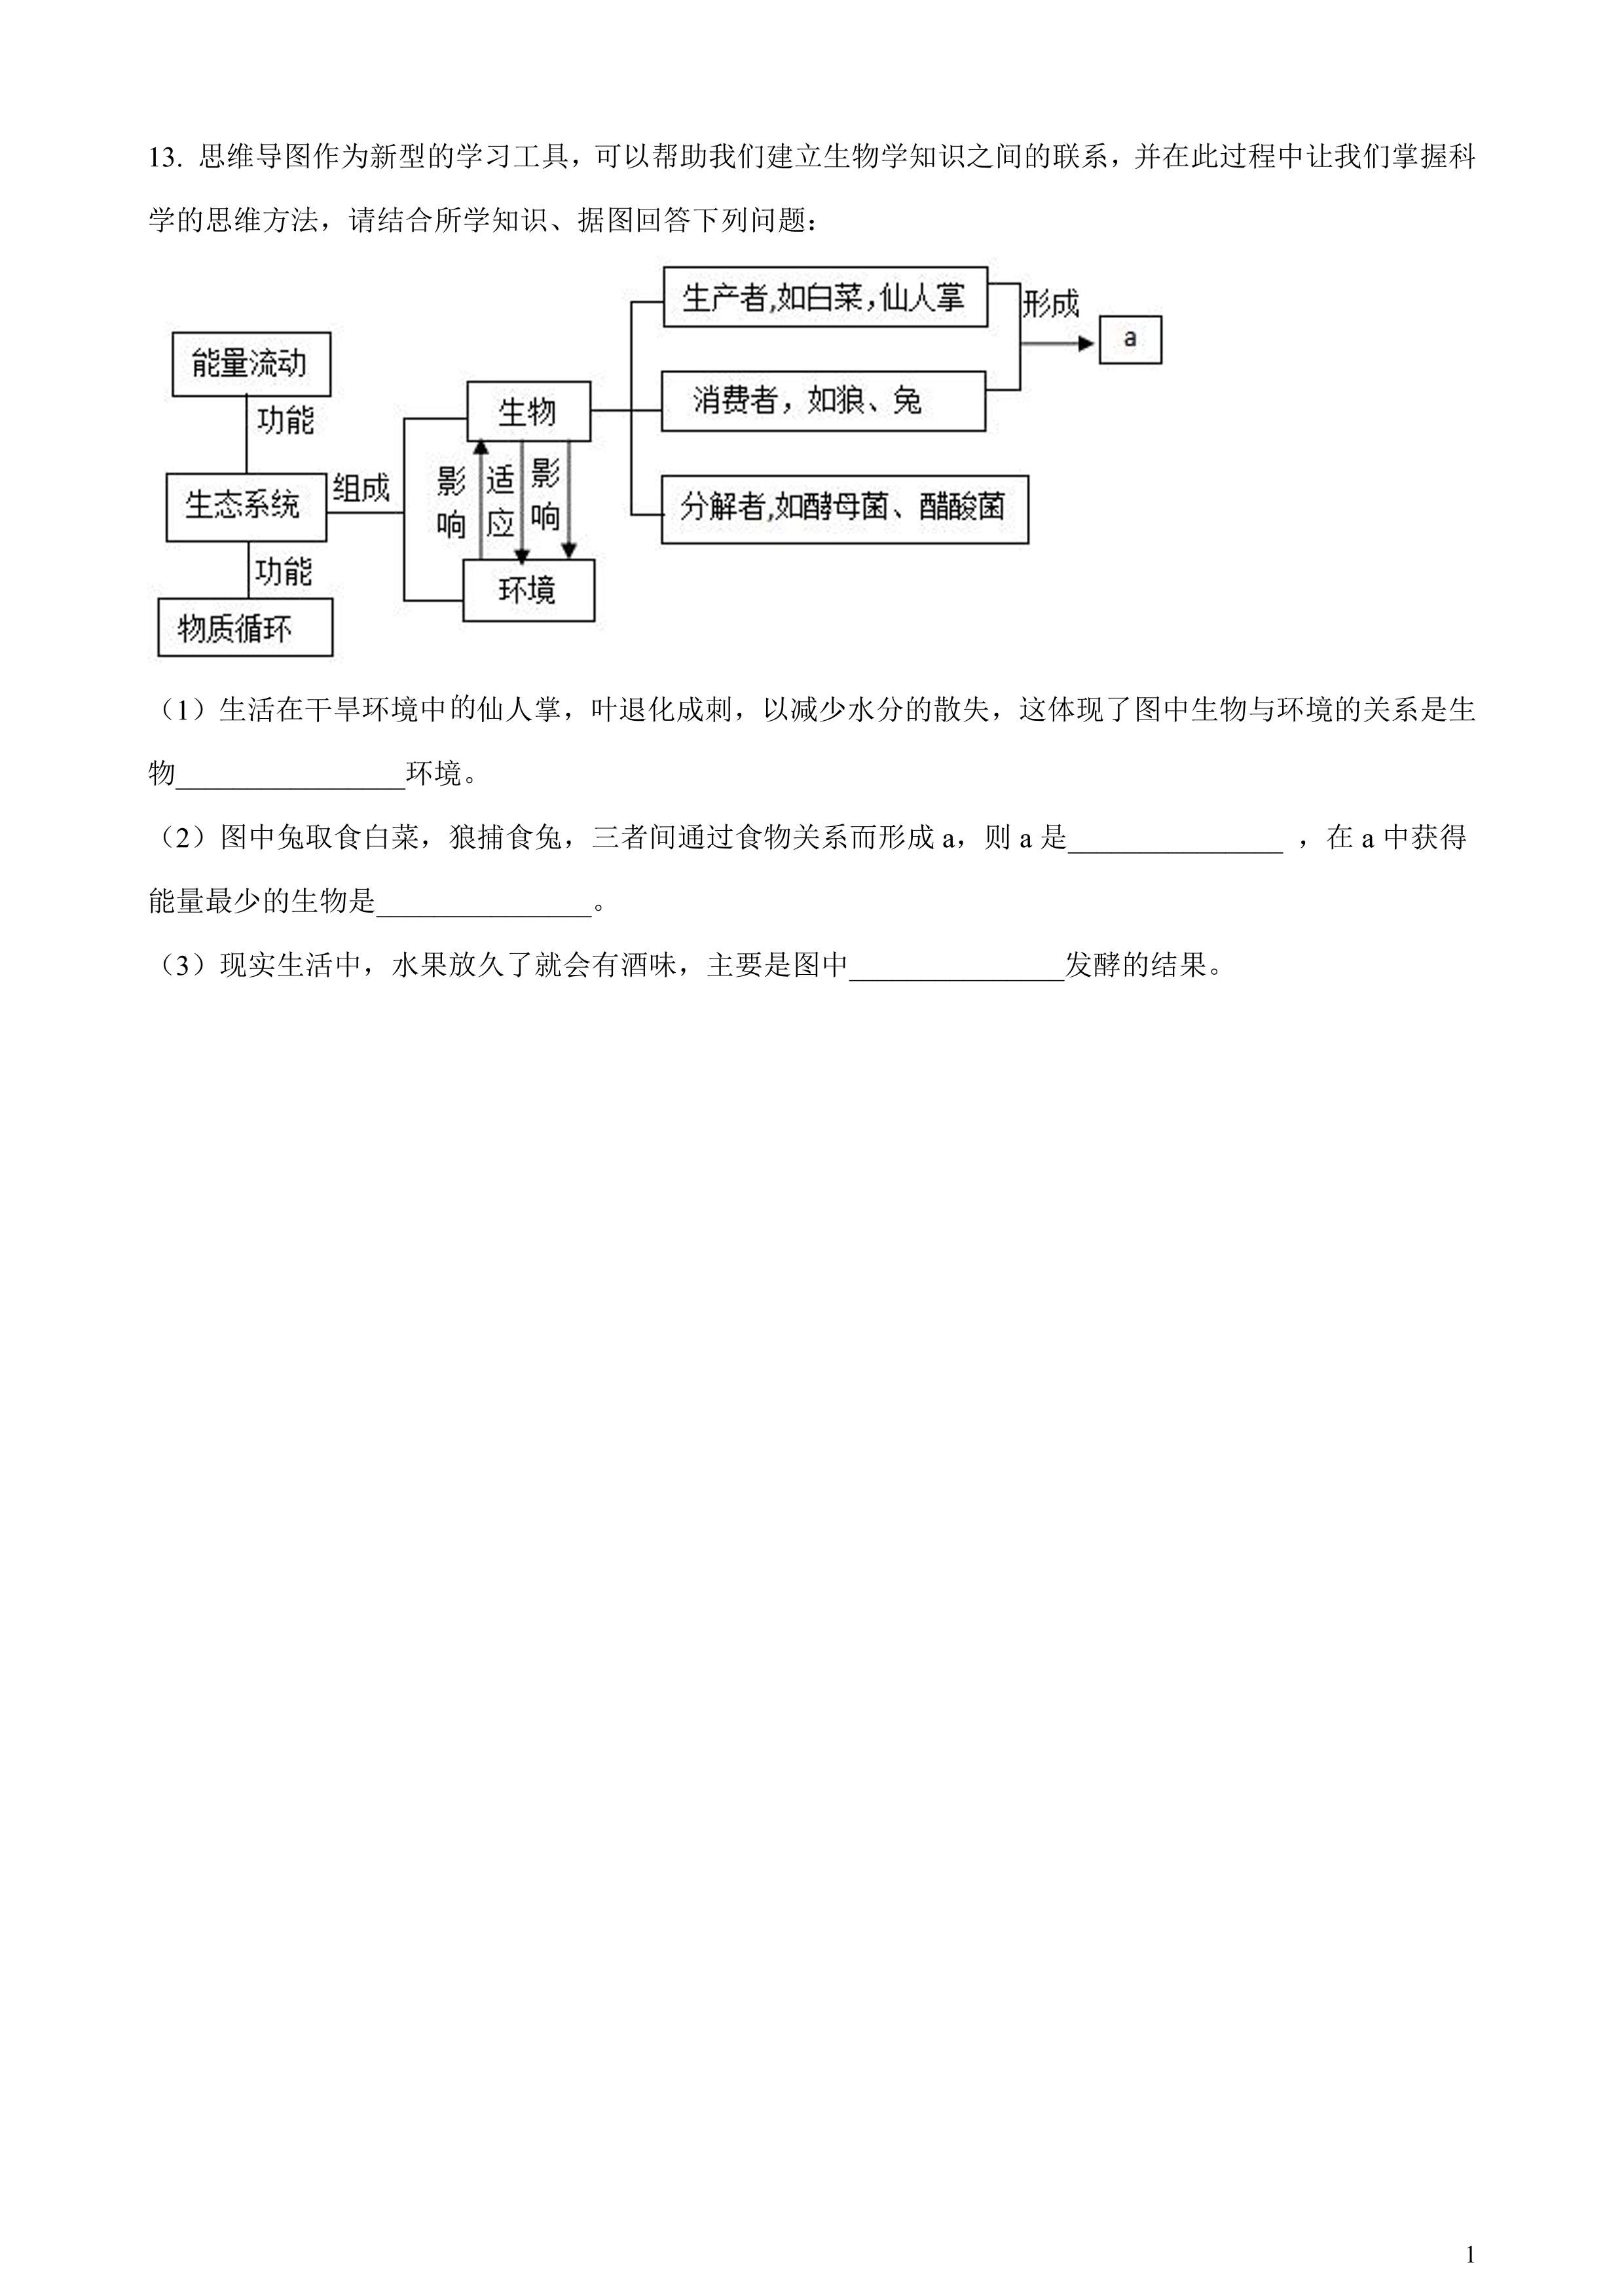 13. 思维导图作为新型的学习工具，可以帮助我们建立生物学知识之间的联系，并在此过程中让我们掌握科
学的思维方法，请结合所学知识、据图回答下列问题：
生产者,如白菜，仙人掌
形成
a
能量流动
功能
生物
消费者，如狼、兔
生态系统
组成
影响
适应
影响
分解者,如酵母菌、醋酸菌
功能
环境
物质循环
（1）生活在干旱环境中的仙人掌，叶退化成刺，以减少水分的散失，这体现了图中生物与环境的关系是生
物________________环境。
（2）图中兔取食白菜，狼捕食兔，三者间通过食物关系而形成 a，则 a 是_______________ ，在 a 中获得
能量最少的生物是_______________。
（3）现实生活中，水果放久了就会有酒味，主要是图中_______________发酵的结果。
1